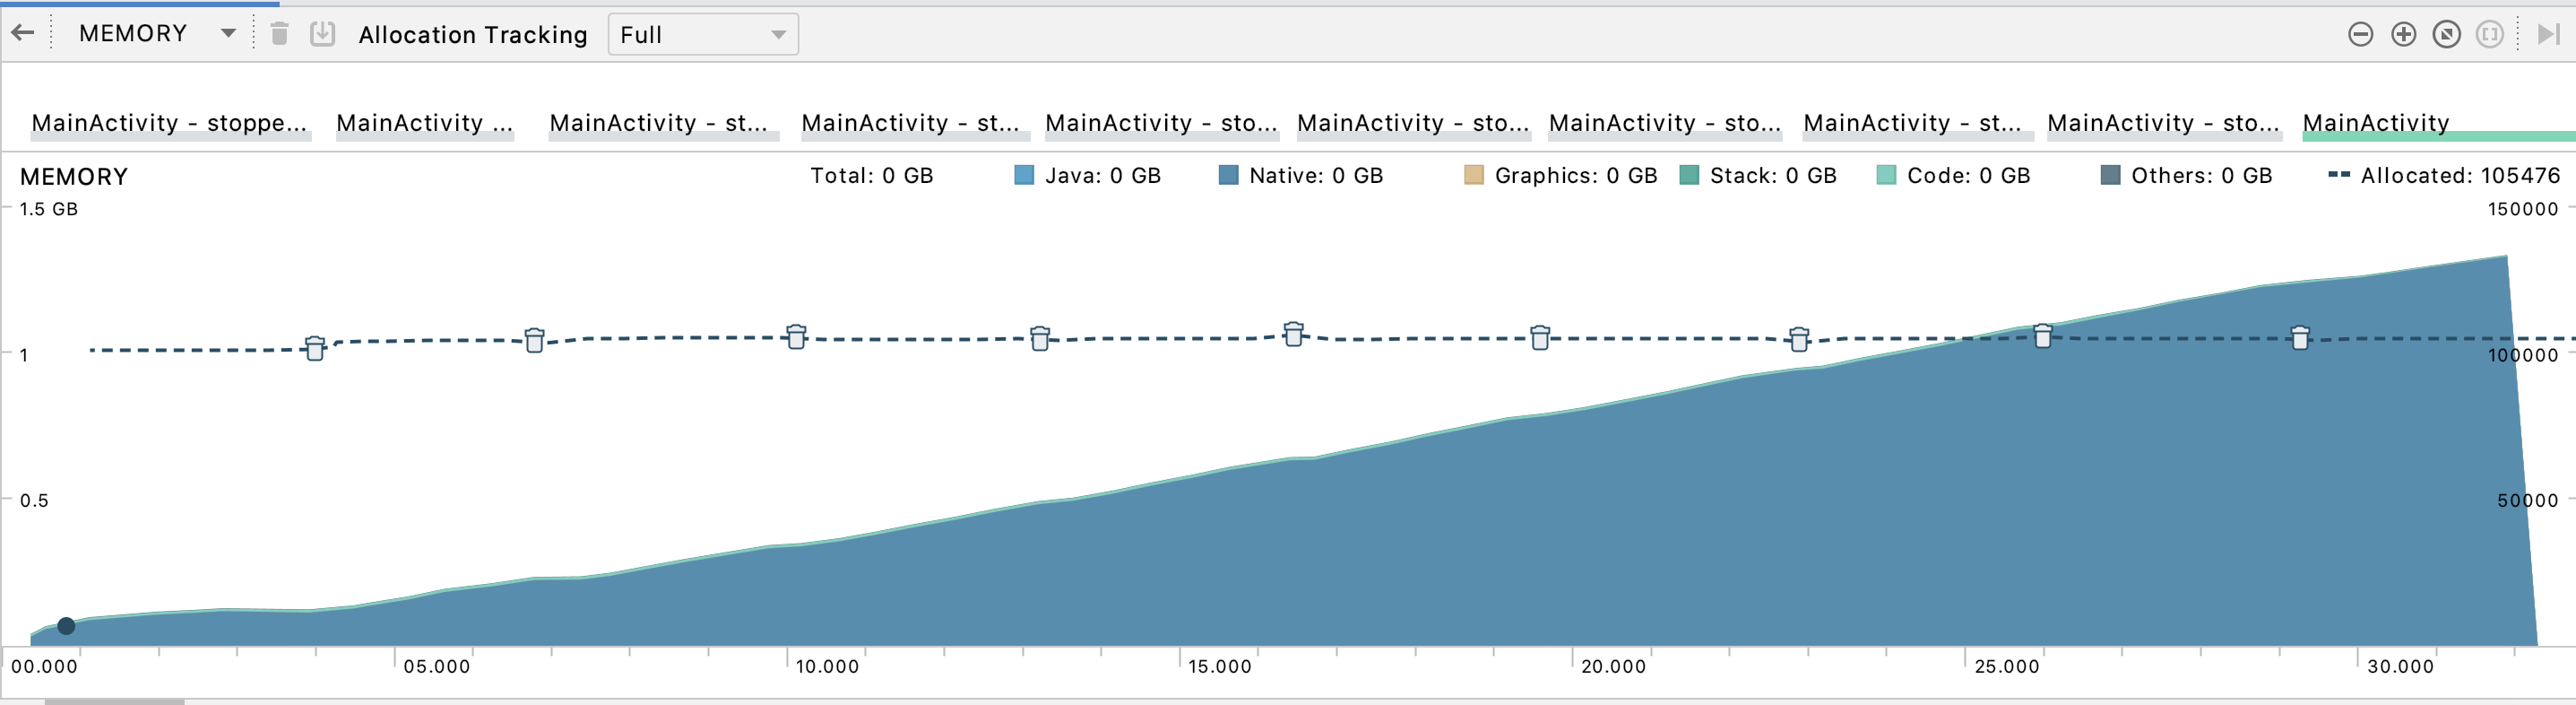 MEMORY Allocation Tracking Full
MainActivity - stoppe... MainActivity ... MainActivity - st... MainActivity - st... MainActivity - sto... MainActivity - sto... MainActivity - sto... MainActivity - st... MainActivity - sto... MainActivity
MEMORY Total: 0 GB Java: 0 GB Native: 0 GB Graphics: 0 GB Stack: 0 GB Code: 0 GB Others: 0 GB Allocated: 105476
1.5 GB 150000
1 100000
0.5 50000
00.000 05.000 10.000 15.000 20.000 25.000 30.000